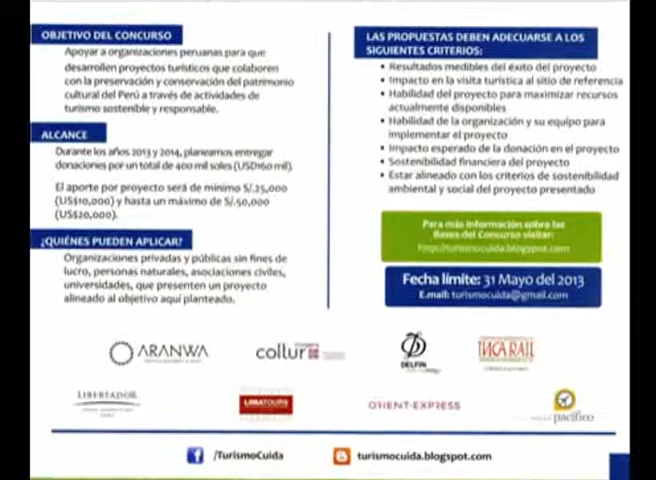 OBJETIVO DEL CONCURSO
Apoyar a organizaciones peruanas para que
desarrollen proyectos turísticos que colaboren
con la preservación y conservación del patrimonio
cultural del Perú a través de actividades de
turismo sostenible y responsable.
ALCANCE
Durante los años 2013 y 2014, planeamos entregar
donaciones por un total de 400 mil soles (USD160 mil).
El aporte por proyecto será de mínimo S/.25,000
(US$10,000) y hasta un máximo de S/.50,000
(US$20,000).
¿QUIÉNES PUEDEN APLICAR?
Organizaciones privadas y públicas sin fines de
lucro, personas naturales, asociaciones civiles,
universidades, que presenten un proyecto
alineado al objetivo aquí planteado.
LAS PROPUESTAS DEBEN ADECUARSE A LOS
SIGUIENTES CRITERIOS:
• Resultados medibles del éxito del proyecto
• Impacto en la visita turística al sitio de referencia
• Habilidad del proyecto para maximizar recursos
actualmente disponibles
• Habilidad de la organización y su equipo para
implementar el proyecto
• Impacto esperado de la donación en el proyecto
• Sostenibilidad financiera del proyecto
• Estar alineado con los criterios de sostenibilidad
ambiental y social del proyecto presentado
Para más información sobre las
Bases del Concurso visitar:
http://turismocuida.blogspot.com
Fecha límite: 31 Mayo del 2013
E.mail: turismocuida@gmail.com
ARANWA
collur
DELFIN
INCA RAIL
LIBERTADOR
LIMATOURS
ORIENT-EXPRESS
pacífico
/TurismoCuida
turismocuida.blogspot.com